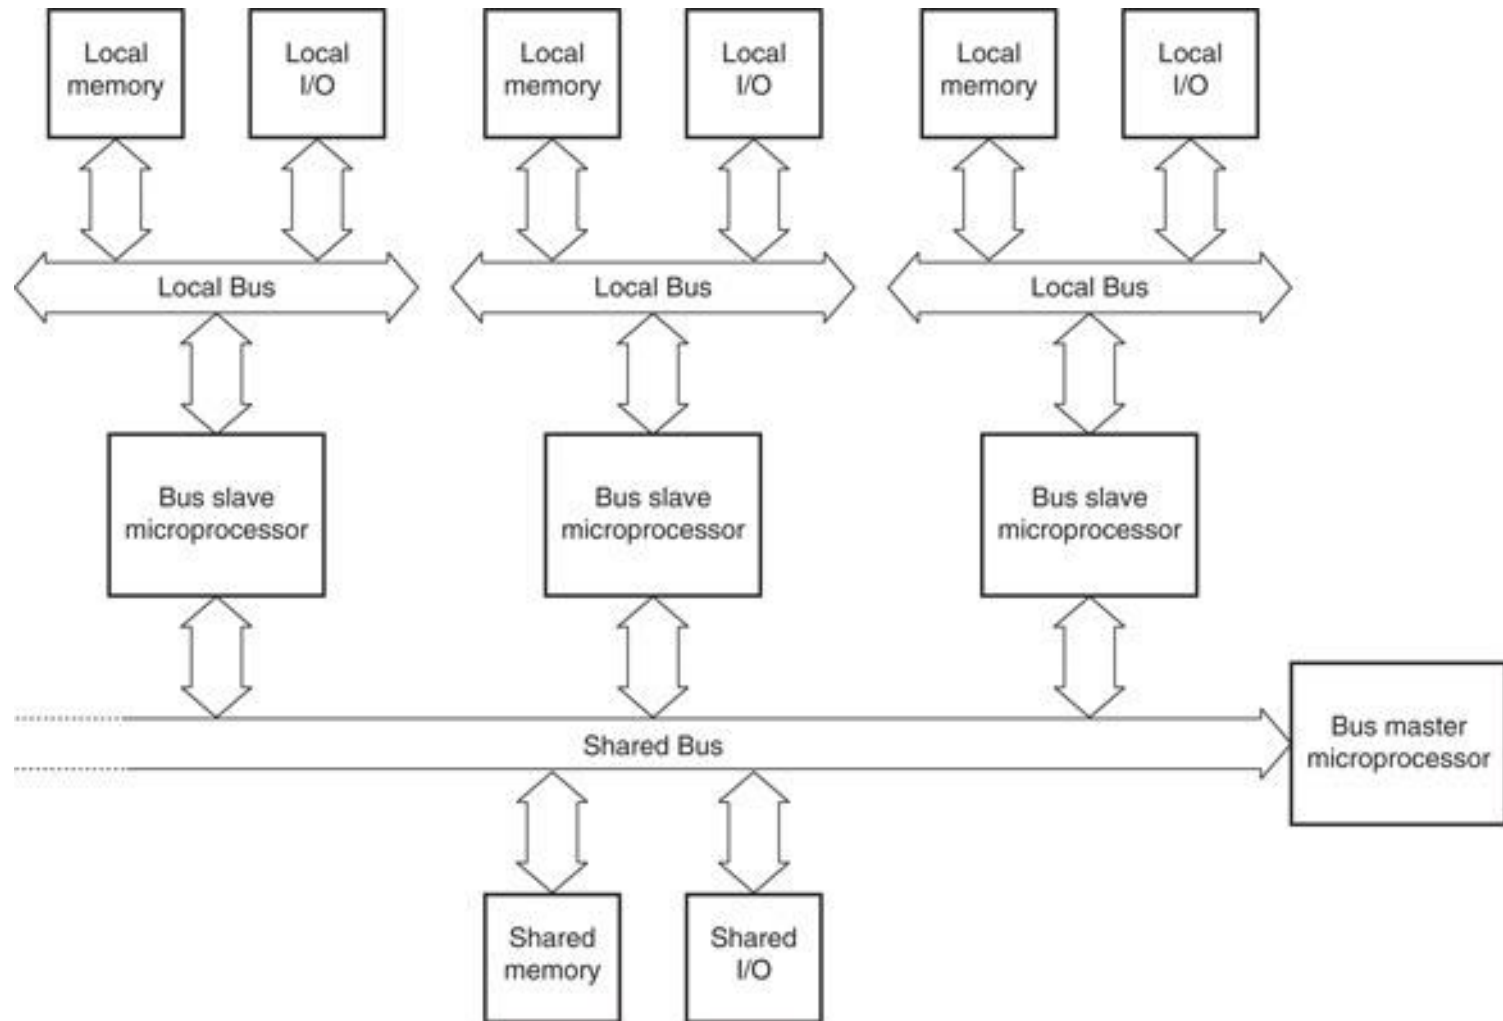 Local
memory
Local
I/O
Local
memory
Local
I/O
Local
memory
Local
I/O
Local Bus
Local Bus
Local Bus
Bus slave
microprocessor
Bus slave
microprocessor
Bus slave
microprocessor
Shared Bus
Bus master
microprocessor
Shared
memory
Shared
I/O